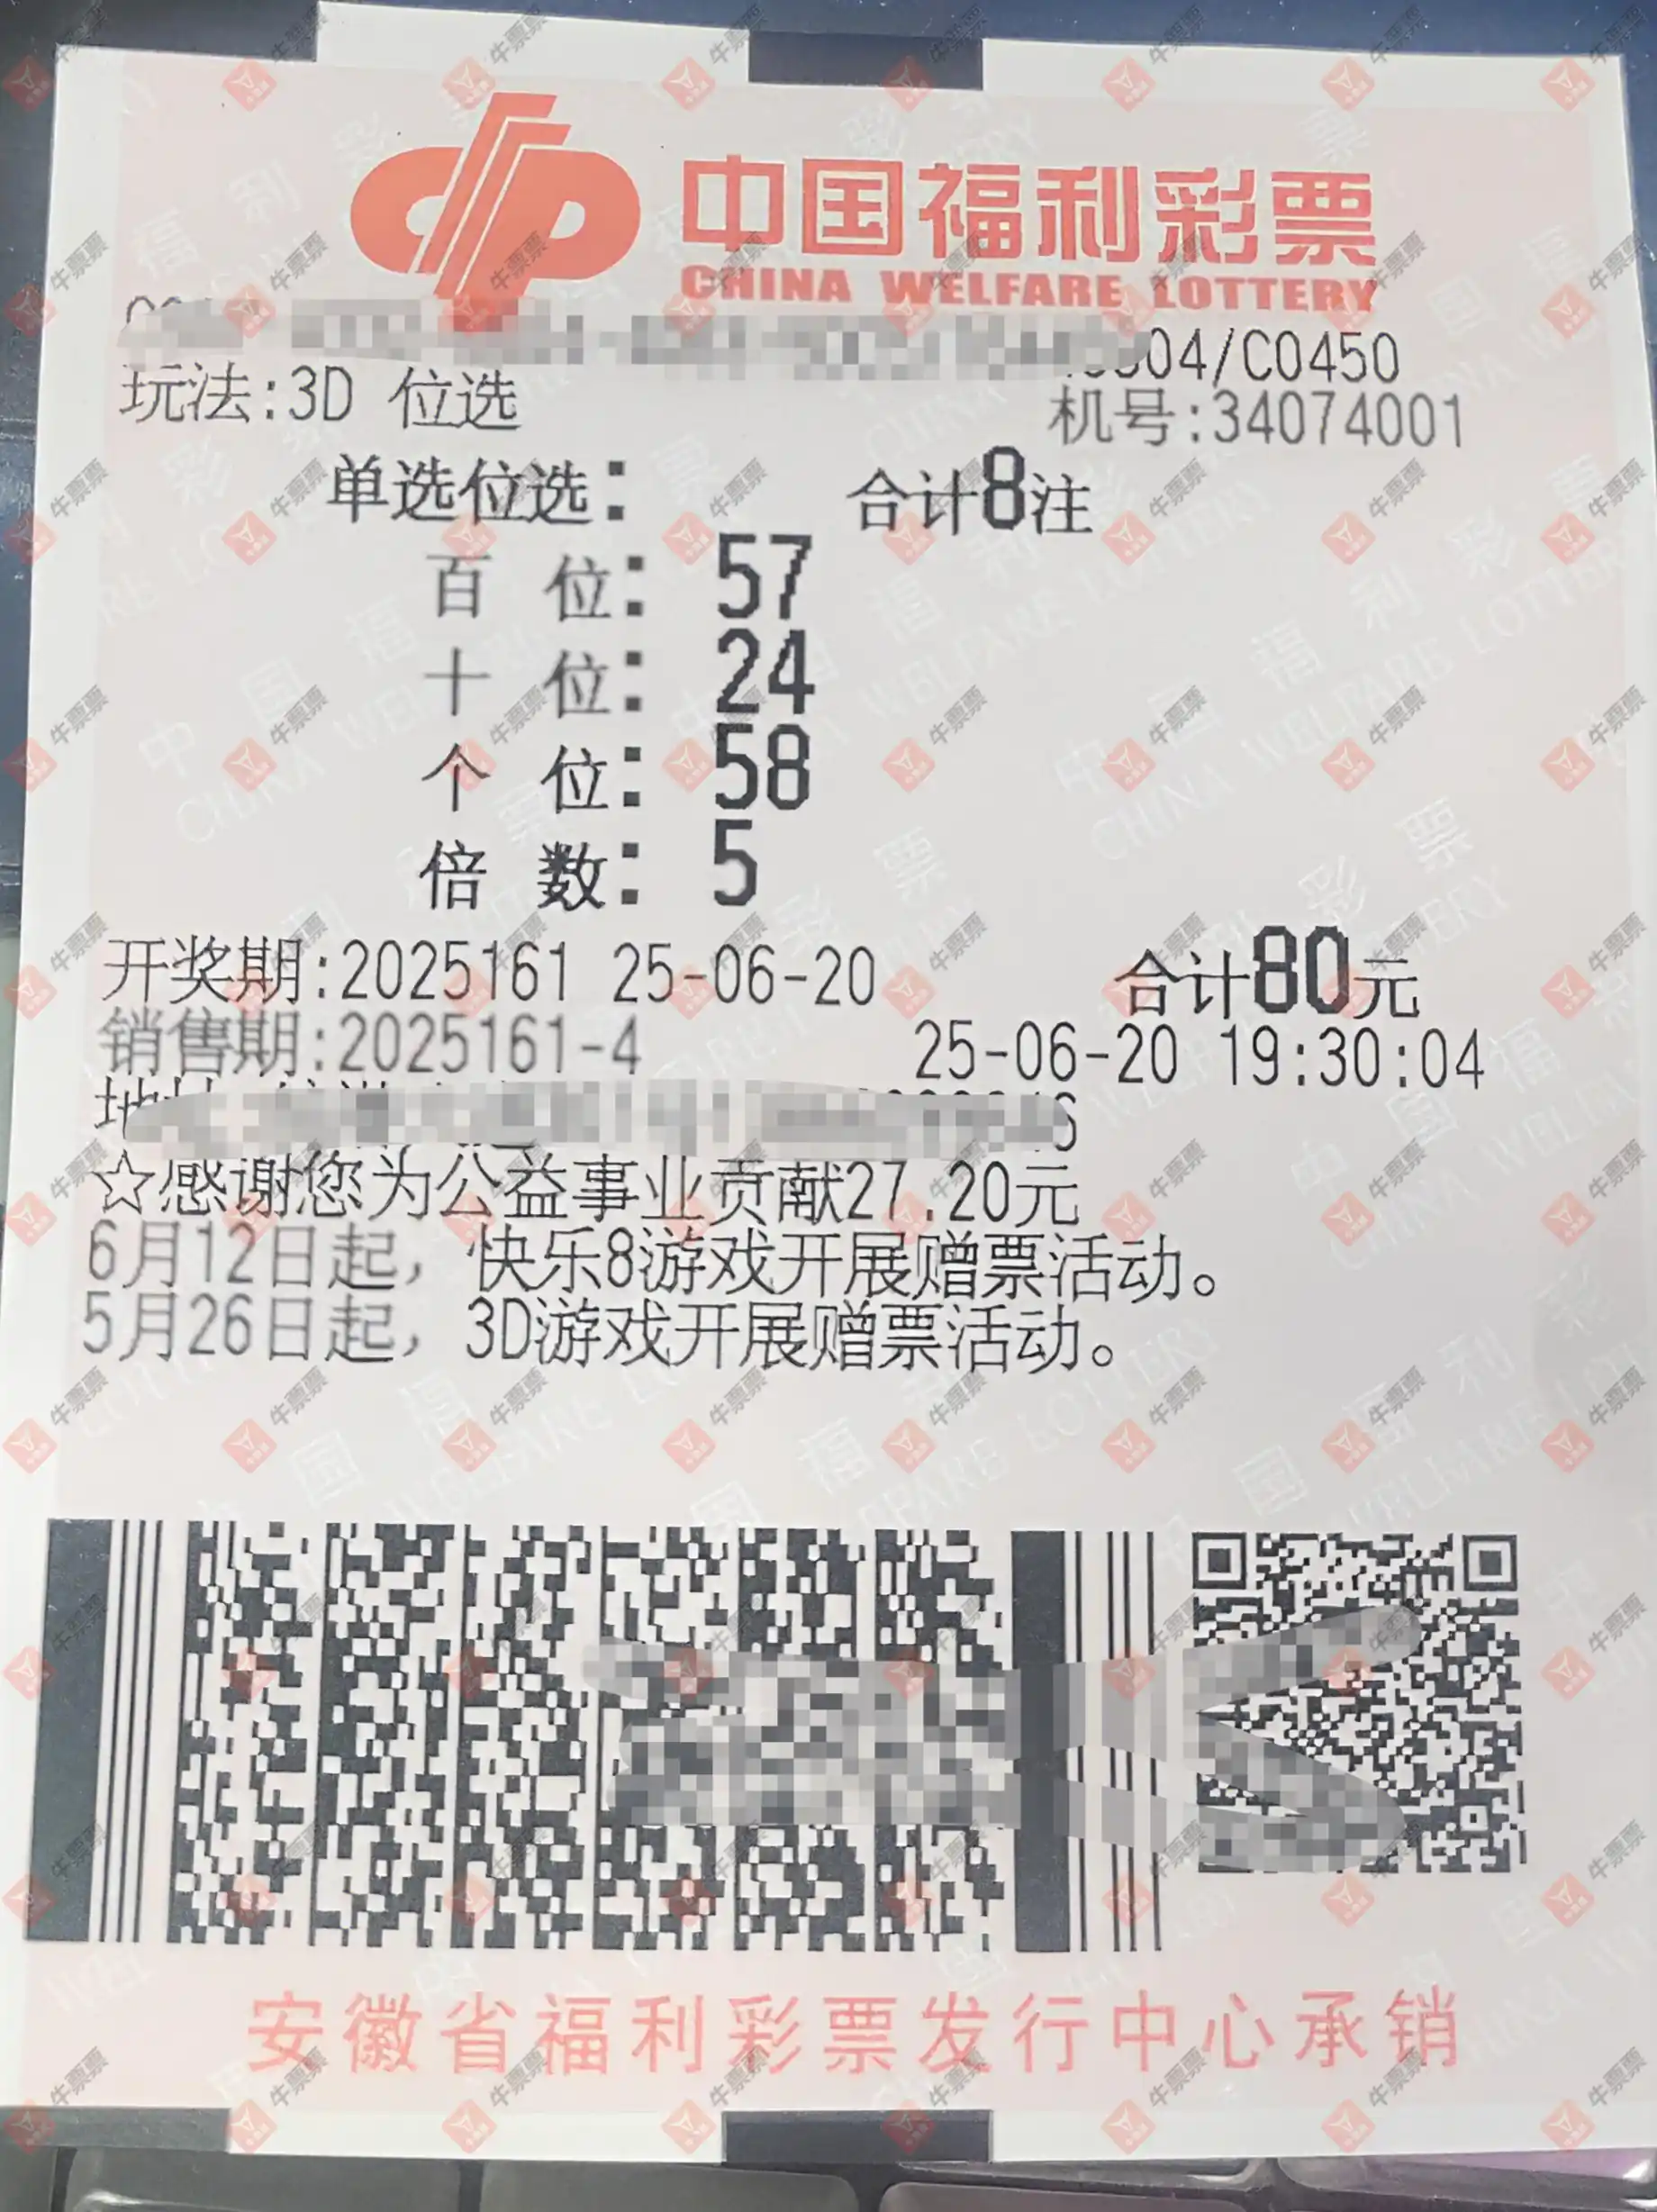 中国福利彩票
CHINA WELFARE LOTTERY
04/C0450
玩法:3D 位选
机号:34074001
单选位选: 合计8注
百 位: 57
十 位: 24
个 位: 58
倍 数: 5
开奖期:2025161 25-06-20 合计80元
销售期:2025161-4 25-06-20 19:30:04
☆感谢您为公益事业贡献27.20元
6月12日起，快乐8游戏开展赠票活动。
5月26日起，3D游戏开展赠票活动。
安徽省福利彩票发行中心承销
牛票票